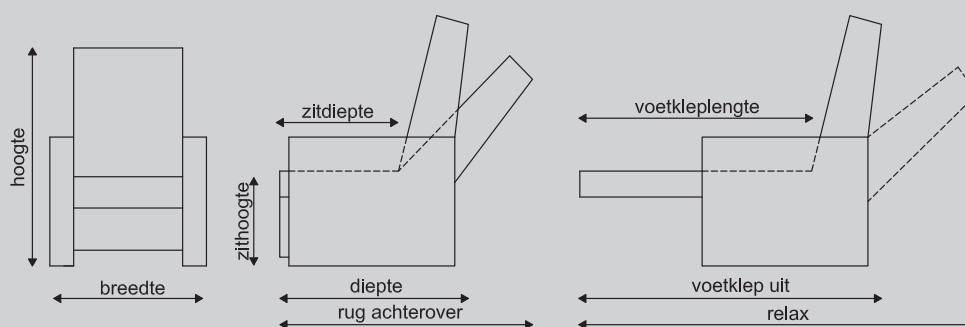 hoogte
breedte
zitdiepte
zithoogte
diepte
rug achterover
voetkleplengte
voetklep uit
relax